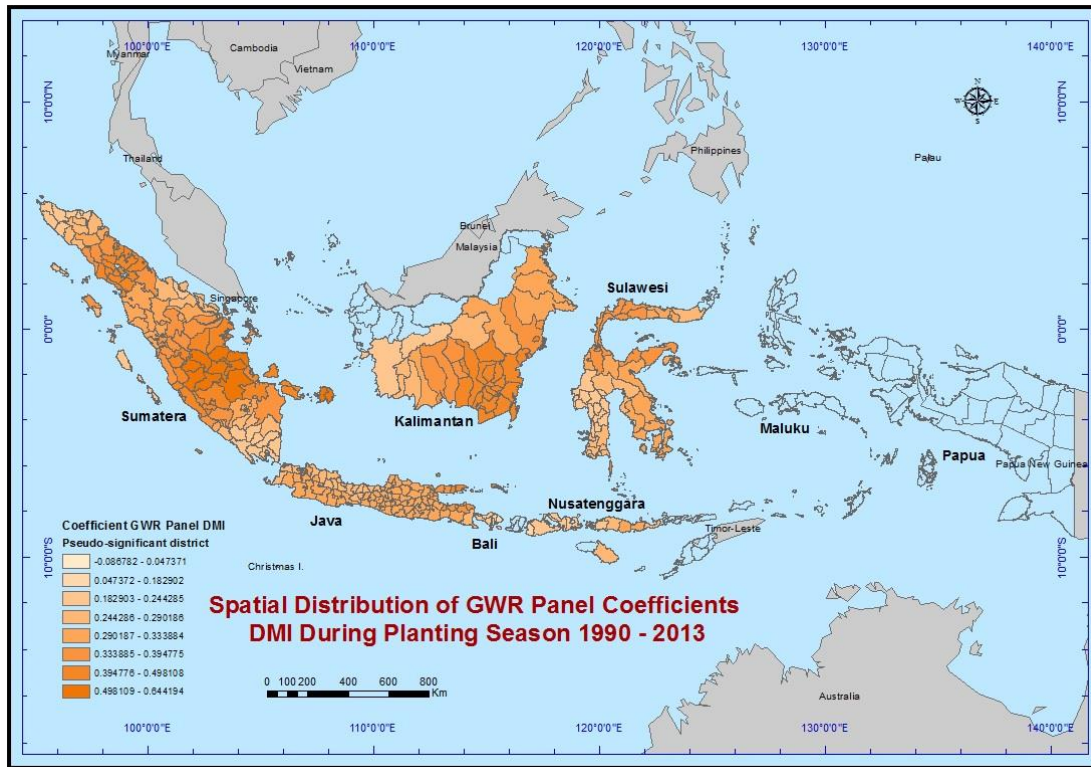 100°0'0"E
110°0'0"E
120°0'0"E
130°0'0"E
140°0'0"E
Myanmar
Cambodia
Vietnam
10°0'0"N
10°0'0"N
N
W
E
S
Thailand
Philippines
Palau
Brunei
Malaysia
Singapore
Sulawesi
0°0'0"
0°0'0"
Sumatera
Kalimantan
Maluku
Papua
Papua New Guinea
Nusatenggara
Java
Bali
Timor-Leste
10°0'0"S
10°0'0"S
Christmas I.
Coefficient GWR Panel DMI
Pseudo-significant district
-0.086782 - 0.047371
0.047372 - 0.182902
0.182903 - 0.244285
0.244286 - 0.290186
0.290187 - 0.333884
0.333885 - 0.394775
0.394776 - 0.498108
0.498109 - 0.644194
Spatial Distribution of GWR Panel Coefficients
DMI During Planting Season 1990 - 2013
0 100 200 400 600 800
Km
Australia
100°0'0"E
110°0'0"E
120°0'0"E
130°0'0"E
140°0'0"E